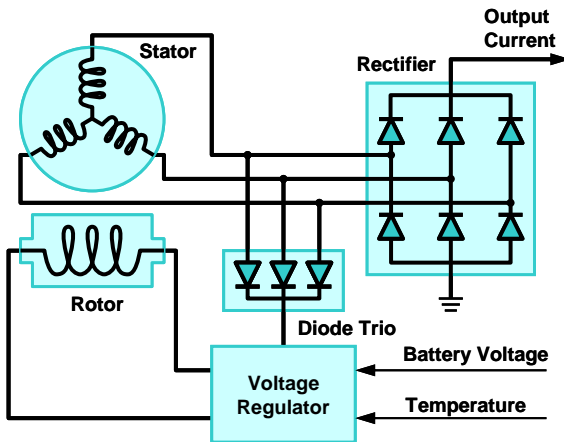 Output
Current
Stator
Rectifier
Rotor
Diode Trio
Battery Voltage
Voltage
Regulator
Temperature